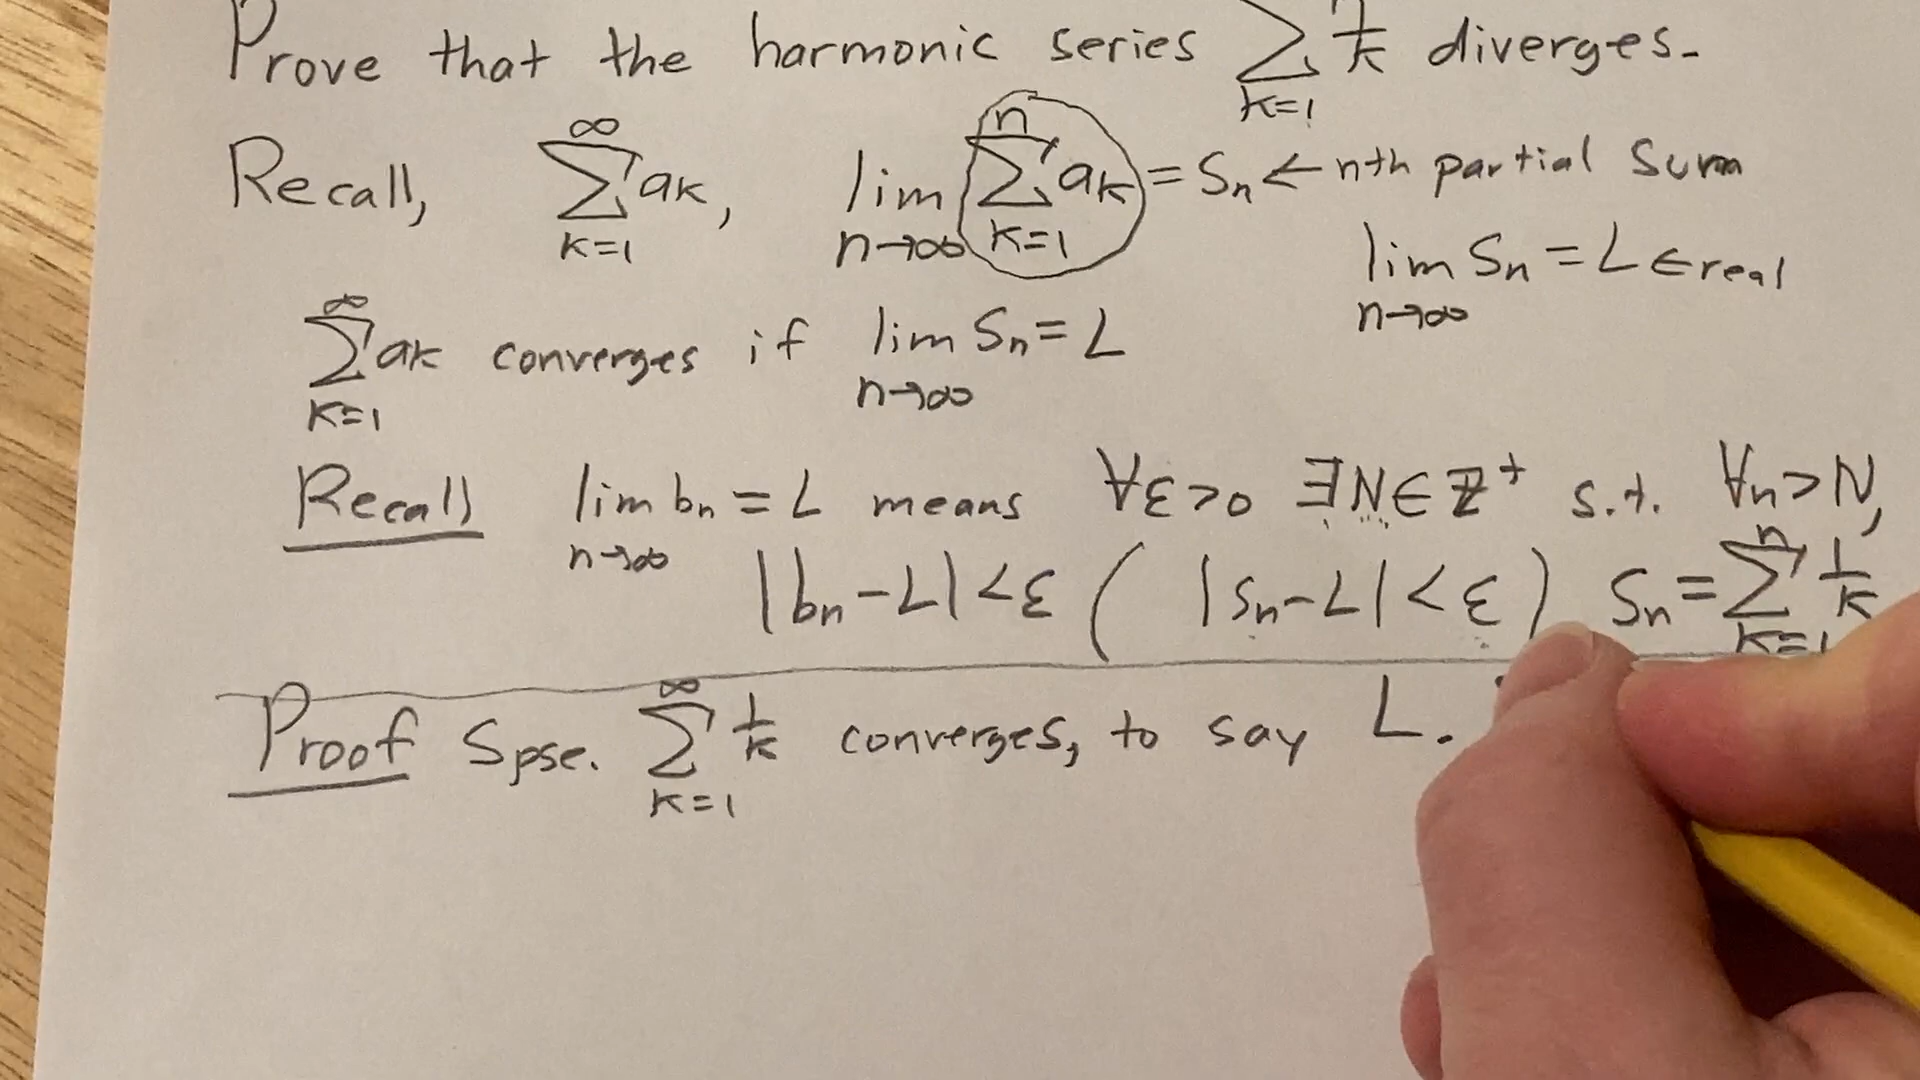 Prove that the harmonic series ∑_{k=1} 1/k diverges.
Recall, ∑_{k=1}^{∞} a_k, lim_{n→∞} ∑_{k=1}^{n} a_k = S_n ← nth partial sum
lim_{n→∞} S_n = L ∈ real
∑_{k=1}^{∞} a_k converges if lim_{n→∞} S_n = L
Recall lim_{n→∞} b_n = L means ∀ε>0 ∃N∈ℤ⁺ s.t. ∀n>N,
|b_n - L| < ε ( |S_n - L| < ε ) S_n = ∑_{k=1}^{n} 1/k
Proof Spse. ∑_{k=1}^{∞} 1/k converges, to say L.